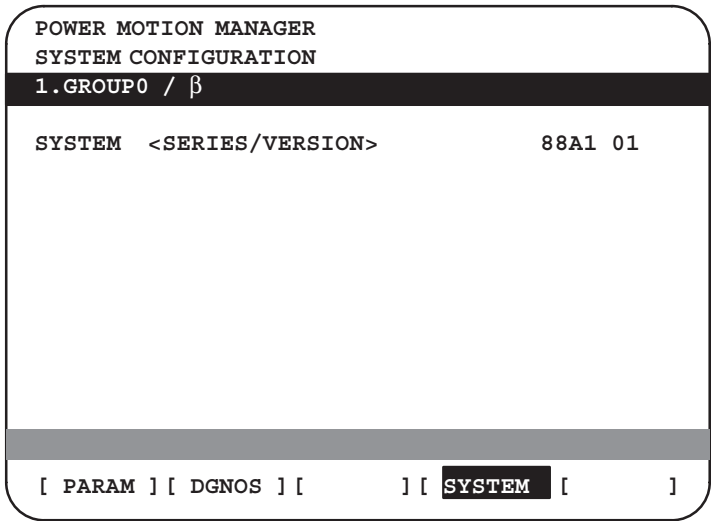 POWER MOTION MANAGER
SYSTEM CONFIGURATION
1.GROUP0 / β
SYSTEM <SERIES/VERSION> 88A1 01
[ PARAM ] [ DGNOS ] [ ] [ SYSTEM [ ]